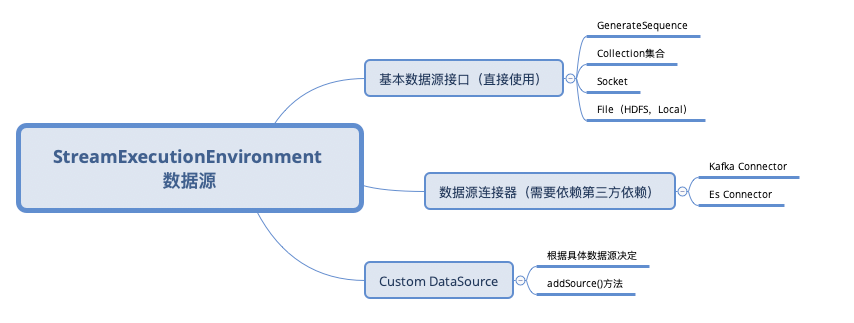 StreamExecutionEnvironment
数据源
基本数据源接口（直接使用）
GenerateSequence
Collection集合
Socket
File（HDFS，Local）
数据源连接器（需要依赖第三方依赖）
Kafka Connector
Es Connector
Custom DataSource
根据具体数据源决定
addSource()方法